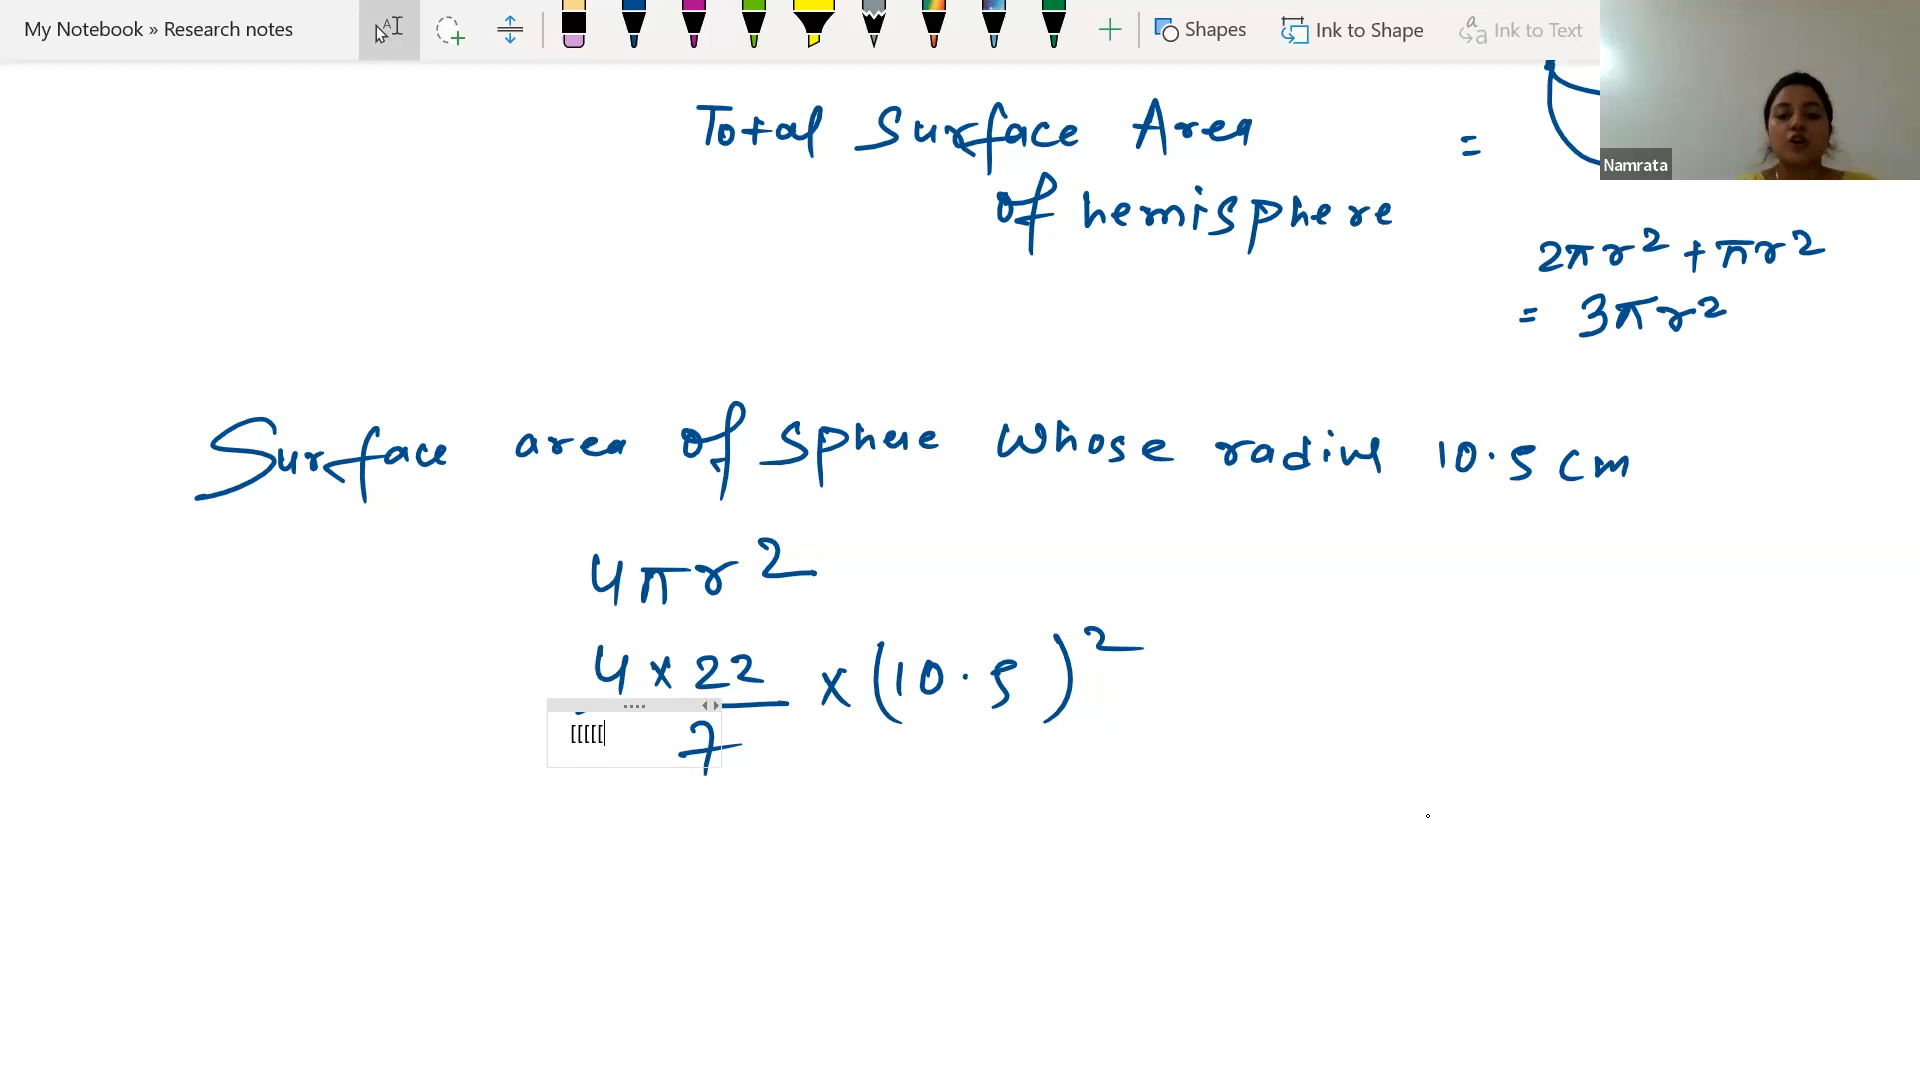 My Notebook » Research notes
Shapes
Ink to Shape
Ink to Text
Namrata
Total Surface Area =
of hemisphere
2πr² + πr²
= 3πr²
Surface area of sphere whose radius 10.5 cm
4πr²
4 x 22 x (10.5)²
7
[[[[[